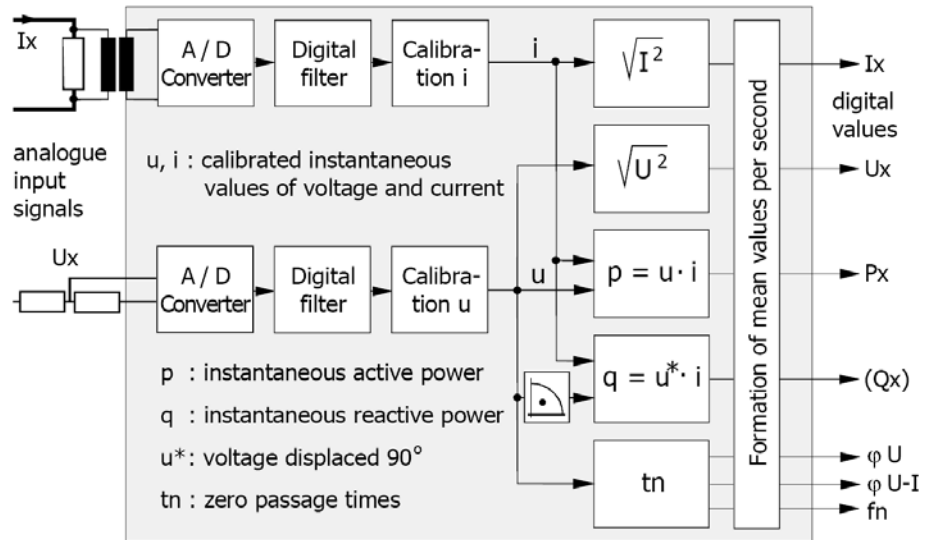 Ix
A / D
Converter
Digital
filter
Calibra-
tion i
i
√I²
Ix
digital
values
analogue
input
signals
u, i : calibrated instantaneous
values of voltage and current
√U²
Ux
Ux
A / D
Converter
Digital
filter
Calibra-
tion u
u
p = u · i
Px
p : instantaneous active power
q : instantaneous reactive power
u*: voltage displaced 90°
tn : zero passage times
q = u* · i
(Qx)
tn
φ U
φ U-I
fn
Formation of mean values per second